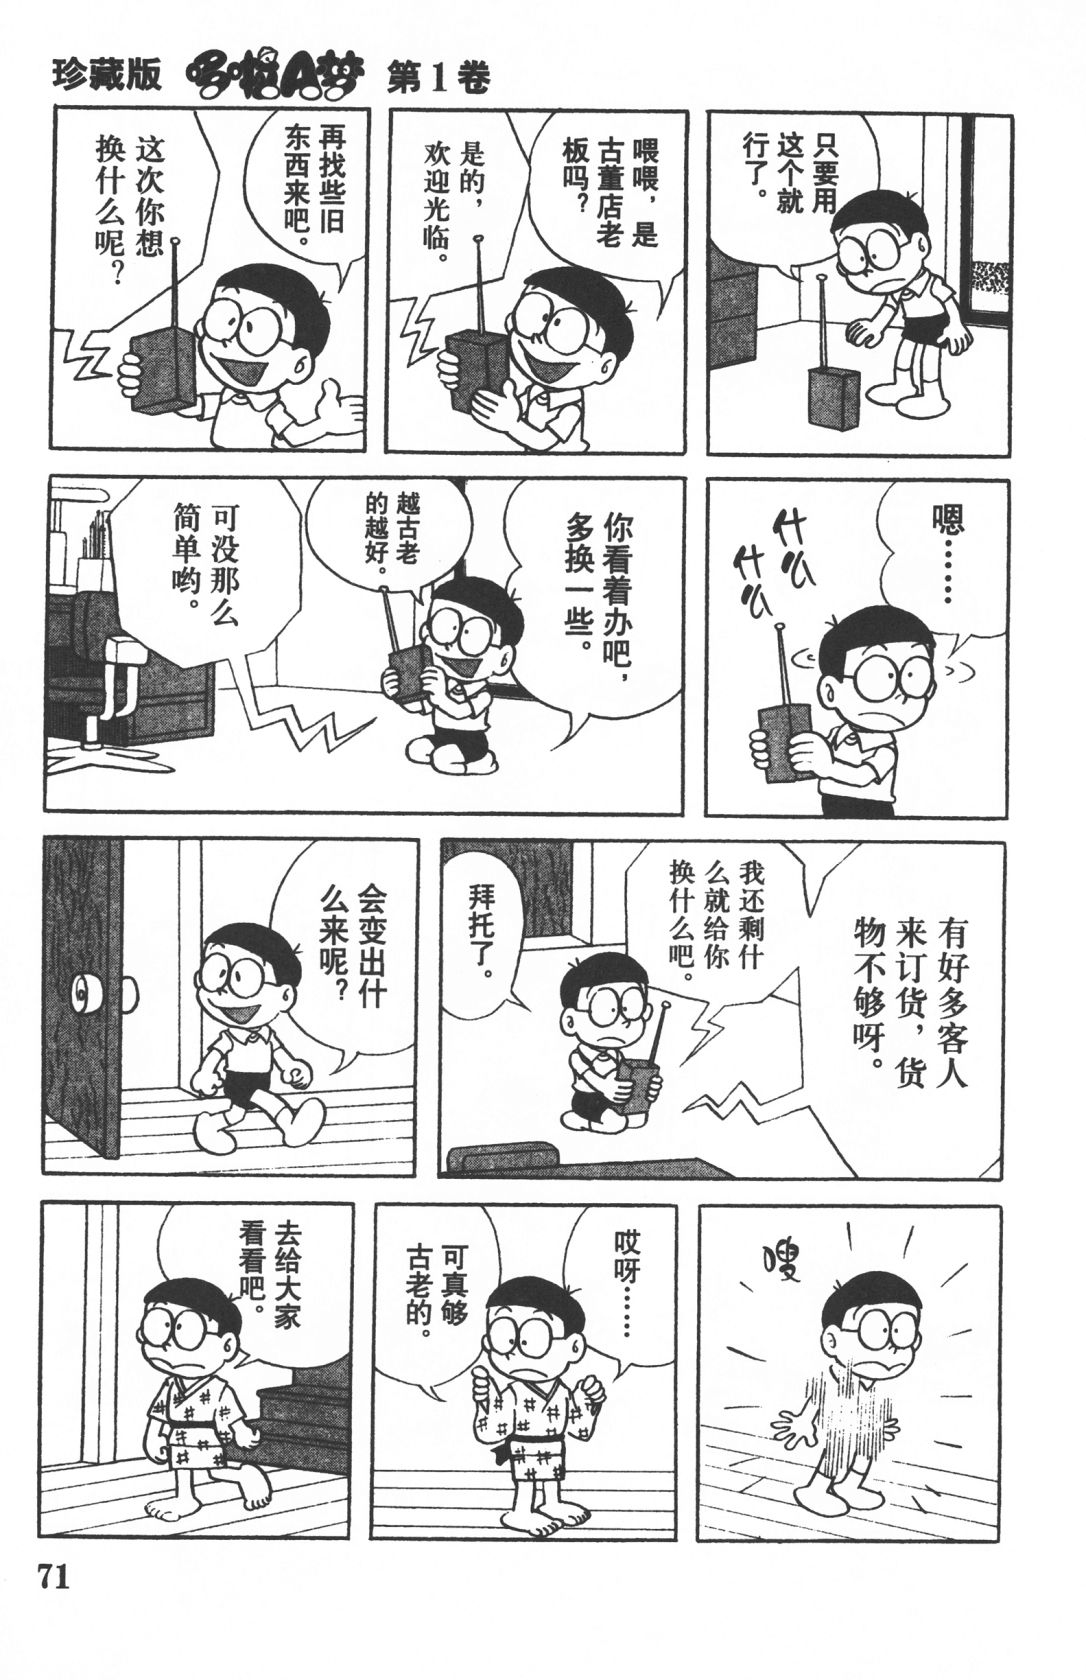 珍藏版 哆啦A梦 第1卷
只要用
这个就
行了。
喂喂，是
古董店老
板吗？
是的，
欢迎光临。
再找些旧
东西来吧。
这次你想
换什么呢？
嗯……
什么
什么
你看着办吧，
多换一些。
越古老
的越好。
可没那么
简单哟。
有好多客人
来订货，货
物不够呀。
我还剩什
么就给你
换什么吧。
拜托了。
会变出什
么来呢？
嗖
哎呀……
可真够
古老的。
去给大家
看看吧。
71